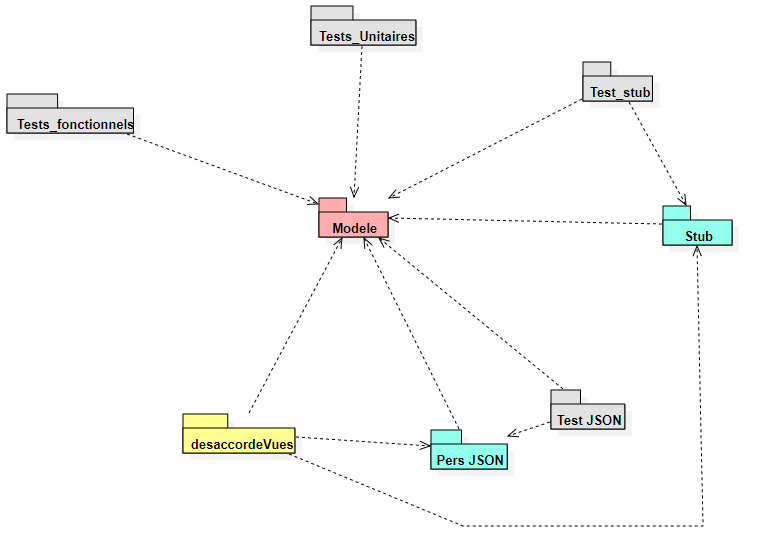 Tests_Unitaires
Test_stub
Tests_fonctionnels
Modele
Stub
Test JSON
desaccordeVues
Pers JSON